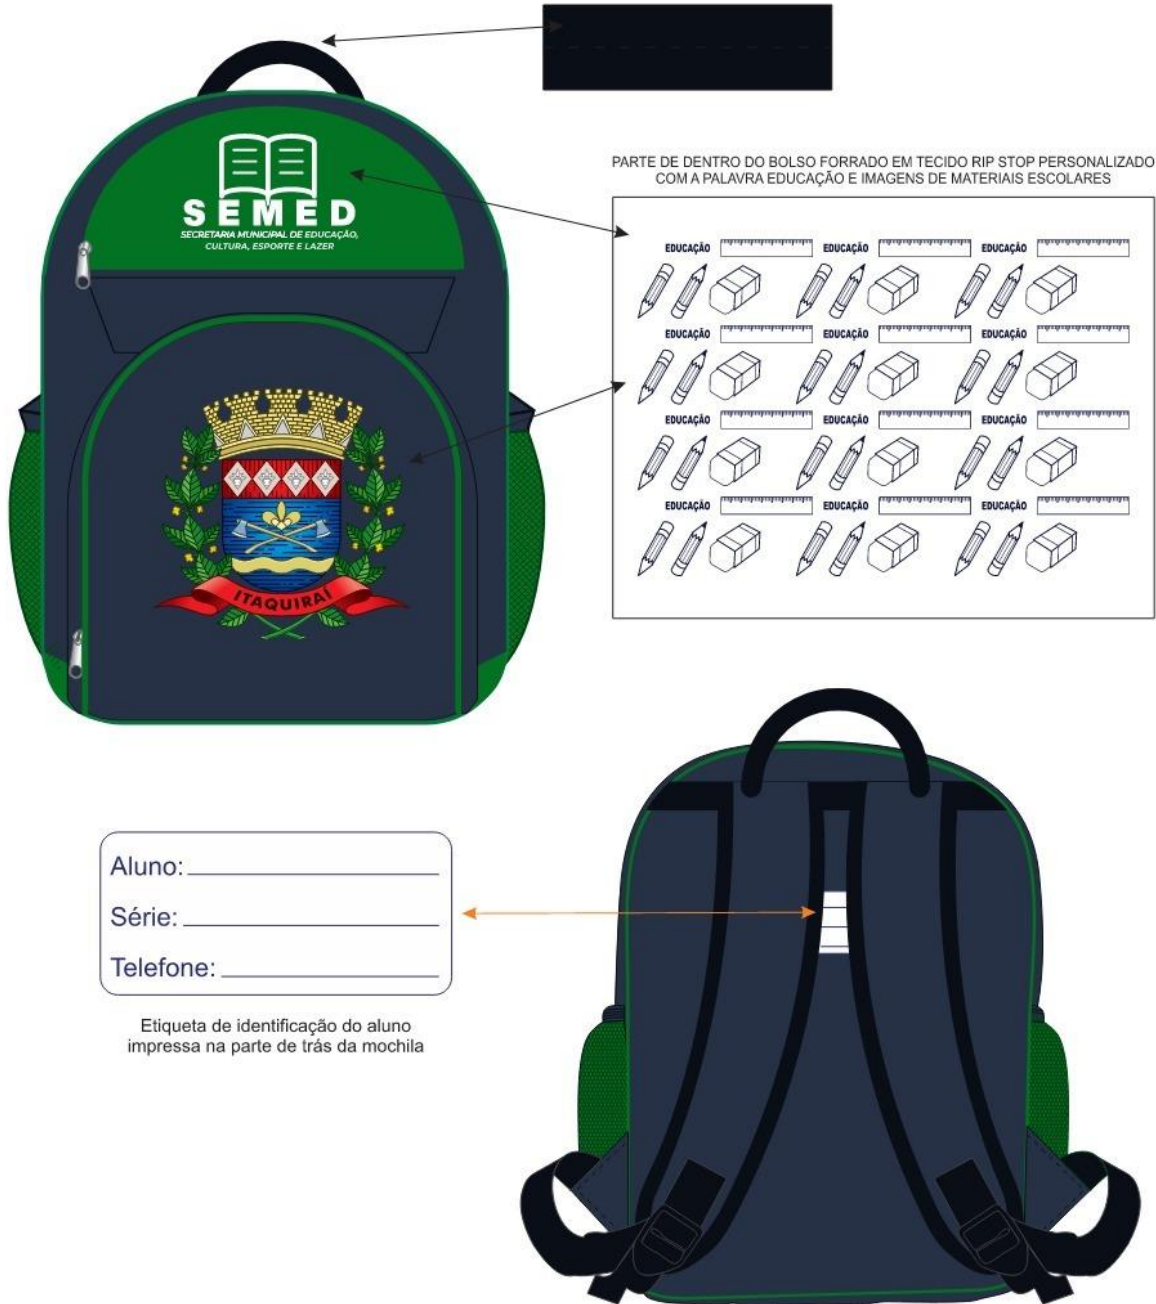 SEMED
SECRETARIA MUNICIPAL DE EDUCAÇÃO,
CULTURA, ESPORTE E LAZER
ITAQUIRAÍ
PARTE DE DENTRO DO BOLSO FORRADO EM TECIDO RIP STOP PERSONALIZADO
COM A PALAVRA EDUCAÇÃO E IMAGENS DE MATERIAIS ESCOLARES
EDUCAÇÃO EDUCAÇÃO EDUCAÇÃO
EDUCAÇÃO EDUCAÇÃO EDUCAÇÃO
EDUCAÇÃO EDUCAÇÃO EDUCAÇÃO
EDUCAÇÃO EDUCAÇÃO EDUCAÇÃO
Aluno:
Série:
Telefone:
Etiqueta de identificação do aluno
impressa na parte de trás da mochila